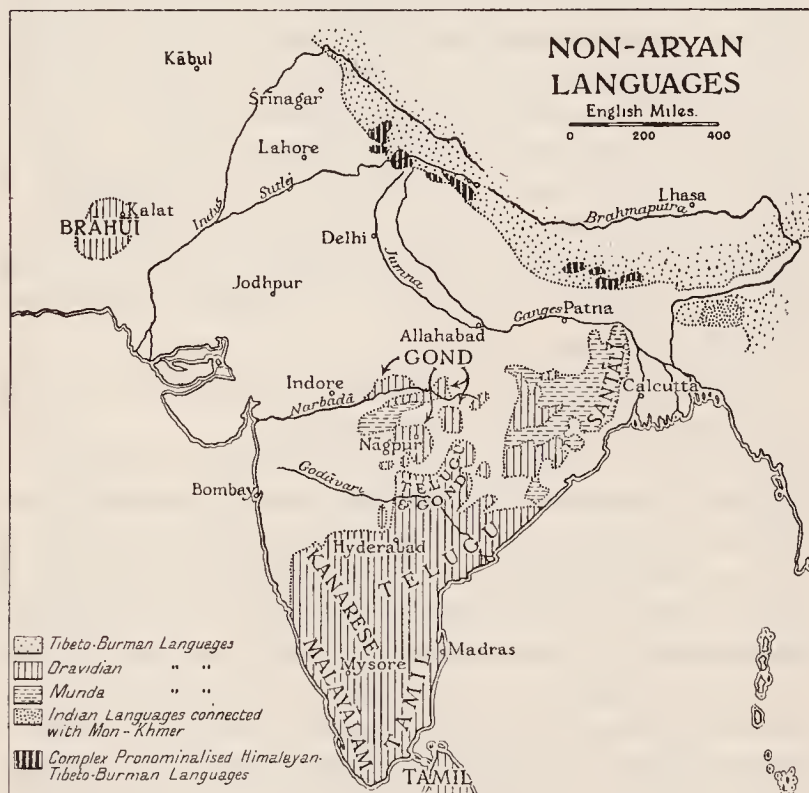 NON-ARYAN
LANGUAGES
English Miles.
0 200 400
Kābul
Śrinagar
Lahore
Indus
Sutlej
Kalat
BRAHUI
Lhasa
Brahmaputra
Delhi
Jumna
Jodhpur
Ganges
Patna
Allahabad
GOND
Indore
Narbadā
Calcutta
SANTALI
Nagpur
TELUGU
& GOND
Godāvari
Bombay
Hyderabad
TELUGU
KANARESE
Mysore
MALAYALAM
TAMIL
Madras
TAMIL
Tibeto-Burman Languages
Dravidian " "
Munda " "
Indian Languages connected
with Mon-Khmer
Complex Pronominalised Himalayan-
Tibeto-Burman Languages